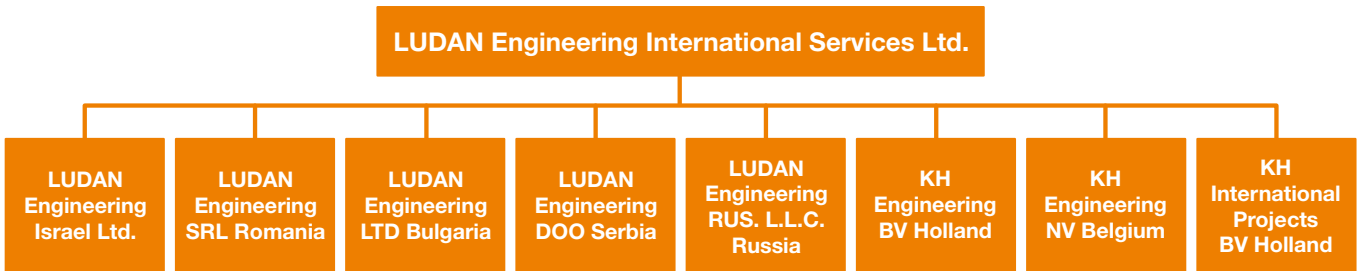 LUDAN Engineering International Services Ltd.
LUDAN
Engineering
Israel Ltd.
LUDAN
Engineering
SRL Romania
LUDAN
Engineering
LTD Bulgaria
LUDAN
Engineering
DOO Serbia
LUDAN
Engineering
RUS. L.L.C.
Russia
KH
Engineering
BV Holland
KH
Engineering
NV Belgium
KH
International
Projects
BV Holland